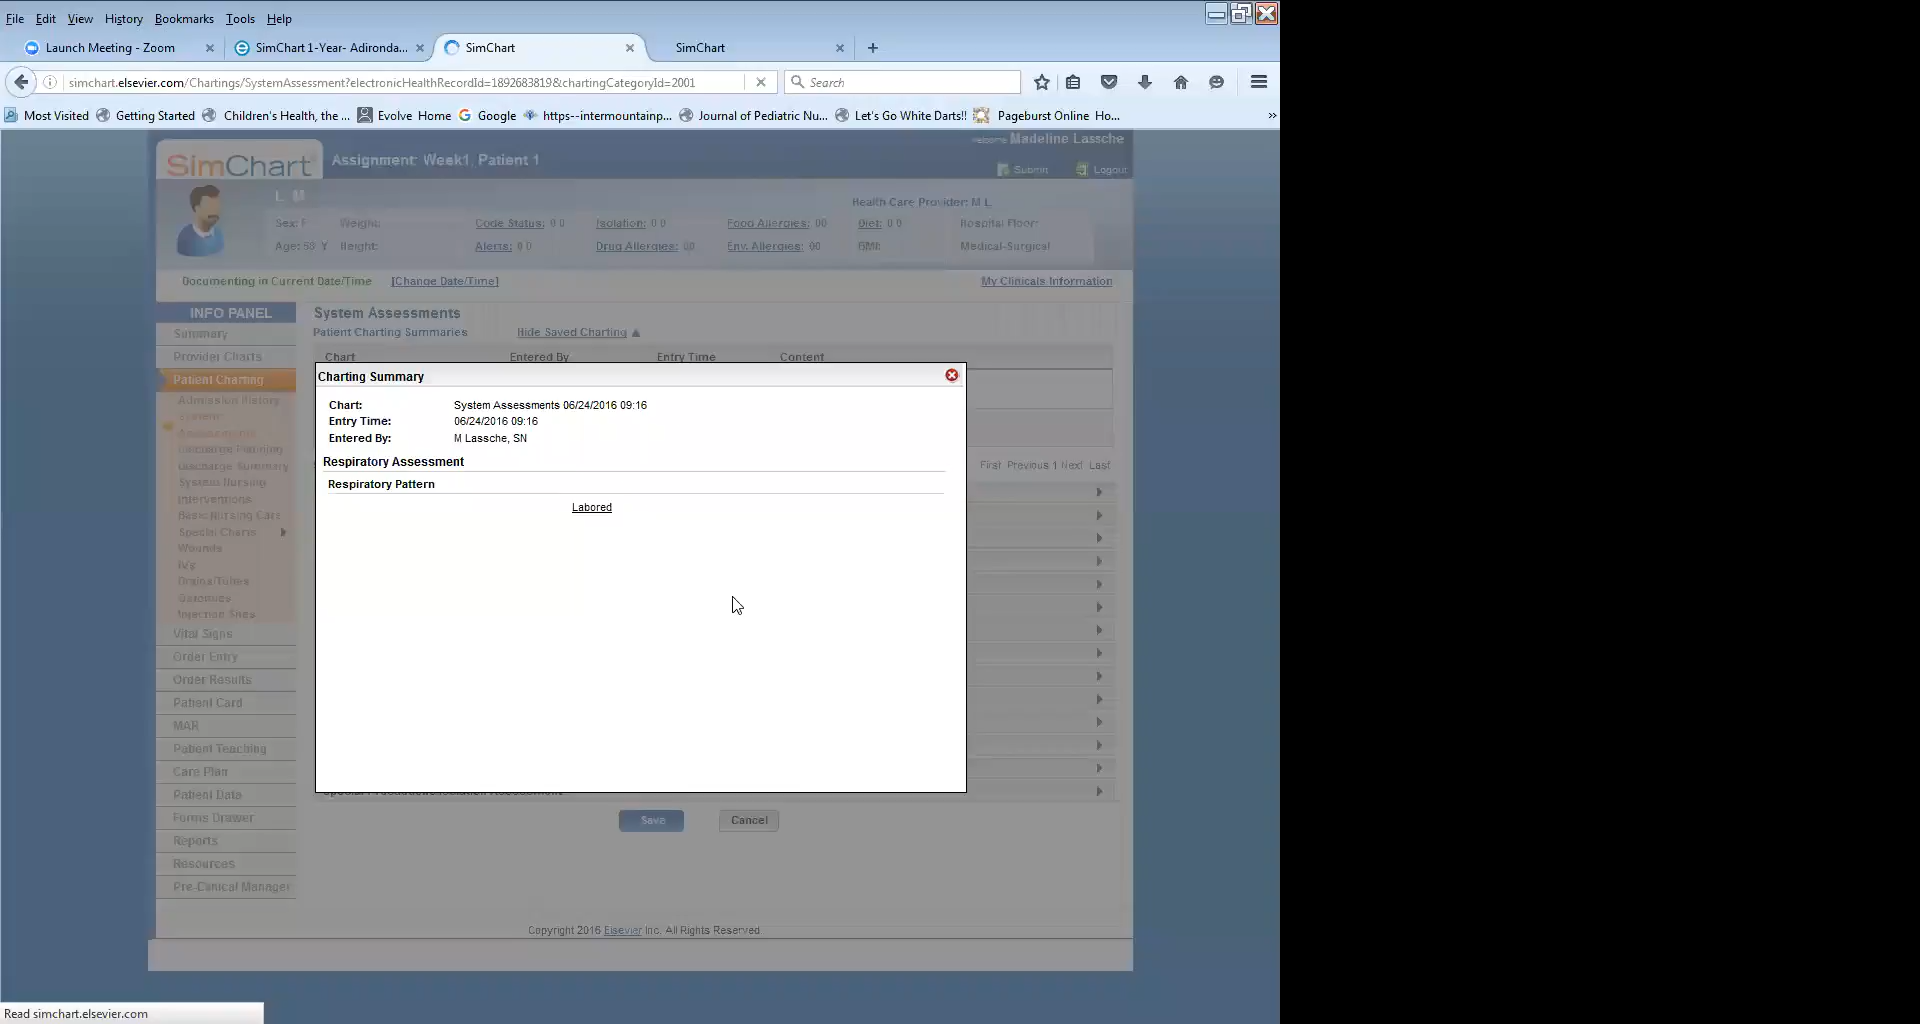 File Edit View History Bookmarks Tools Help
Launch Meeting - Zoom
SimChart 1-Year- Adironda...
SimChart
SimChart
simchart.elsevier.com/Chartings/SystemAssessment?electronicHealthRecordId=1892683819&chartingCategoryId=2001
Search
Most Visited Getting Started Children's Health, the ... Evolve Home Google https--intermountainp... Journal of Pediatric Nu... Let's Go White Darts!! Pageburst Online Ho... »
SimChart
Assignment: Week1, Patient 1
Welcome Madeline Lassche
Submit Logout
L M
Health Care Provider: M L
Sex: F Weight: Code Status: 0 0 Isolation: 0 0 Food Allergies: 00 Diet: 0 0 Hospital Floor:
Age: 58 Y Height: Alerts: 0 0 Drug Allergies: 00 Env. Allergies: 00 BMI: Medical-Surgical
Documenting in Current Date/Time [Change Date/Time] My Clinicals Information
INFO PANEL
Summary
Provider Charts
Patient Charting
Admission History
System
Assessments
Discharge Planning
Discharge Summary
System Nursing
Interventions
Basic Nursing Care
Special Charts
Wounds
IVs
Drains/Tubes
Ostomies
Injection Sites
Vital Signs
Order Entry
Order Results
Patient Card
MAR
Patient Teaching
Care Plan
Patient Data
Forms Drawer
Reports
Resources
Pre-Clinical Manager
System Assessments
Patient Charting Summaries Hide Saved Charting
Chart Entered By Entry Time Content
Charting Summary
Chart: System Assessments 06/24/2016 09:16
Entry Time: 06/24/2016 09:16
Entered By: M Lassche, SN
Respiratory Assessment
Respiratory Pattern
Labored
First Previous 1 Next Last
Save Cancel
Copyright 2016 Elsevier Inc. All Rights Reserved
Read simchart.elsevier.com